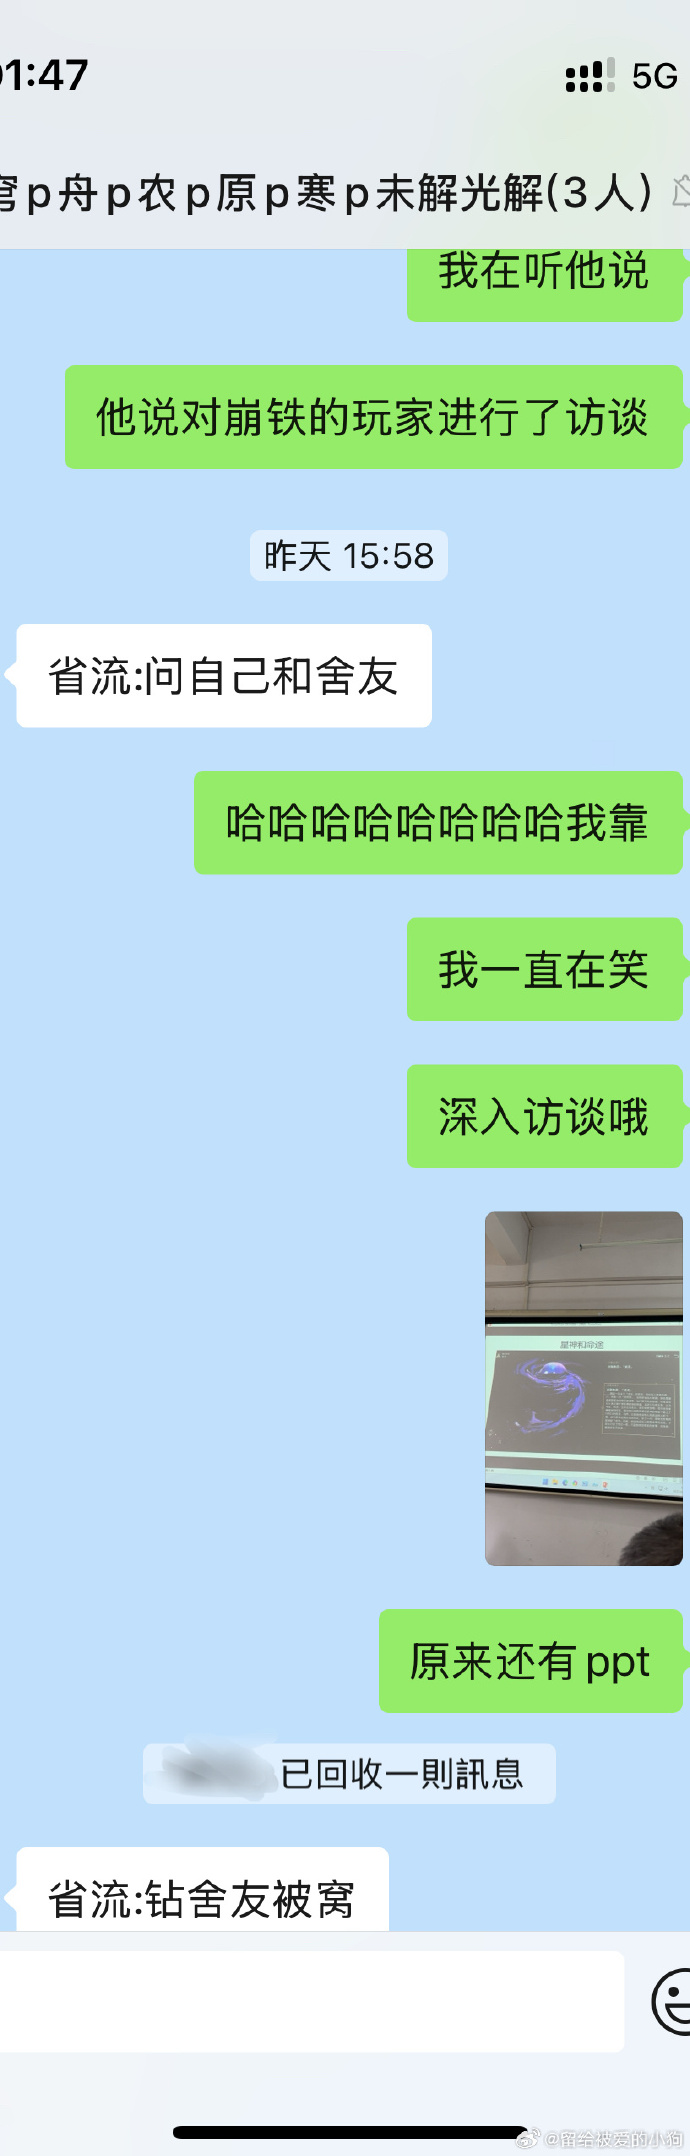 1:47
5G
p舟p农p原p寒p未解光解(3人)
我在听他说
他说对崩铁的玩家进行了访谈
昨天 15:58
省流:问自己和舍友
哈哈哈哈哈哈哈哈我靠
我一直在笑
深入访谈哦
星神和命途
原来还有ppt
已回收一則訊息
省流:钻舍友被窝
@留给被爱的小狗